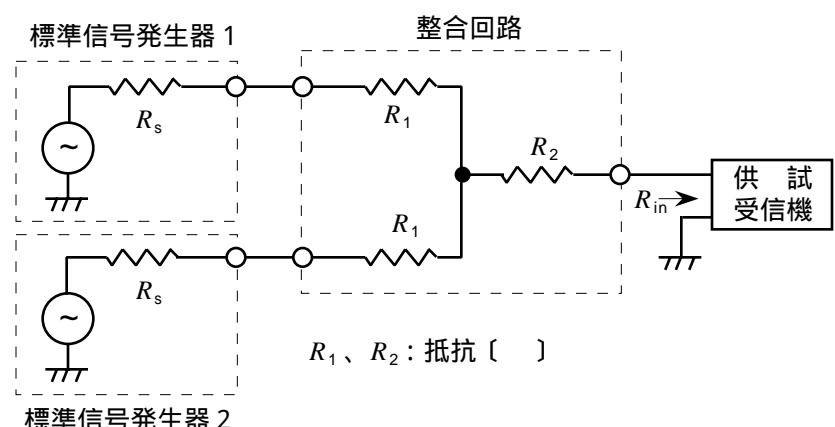 標準信号発生器 1
整合回路
Rs
R1
R2
~
供 試
受信機
Rin
R1
Rs
~
R1 、 R2 : 抵抗〔 〕
標準信号発生器 2